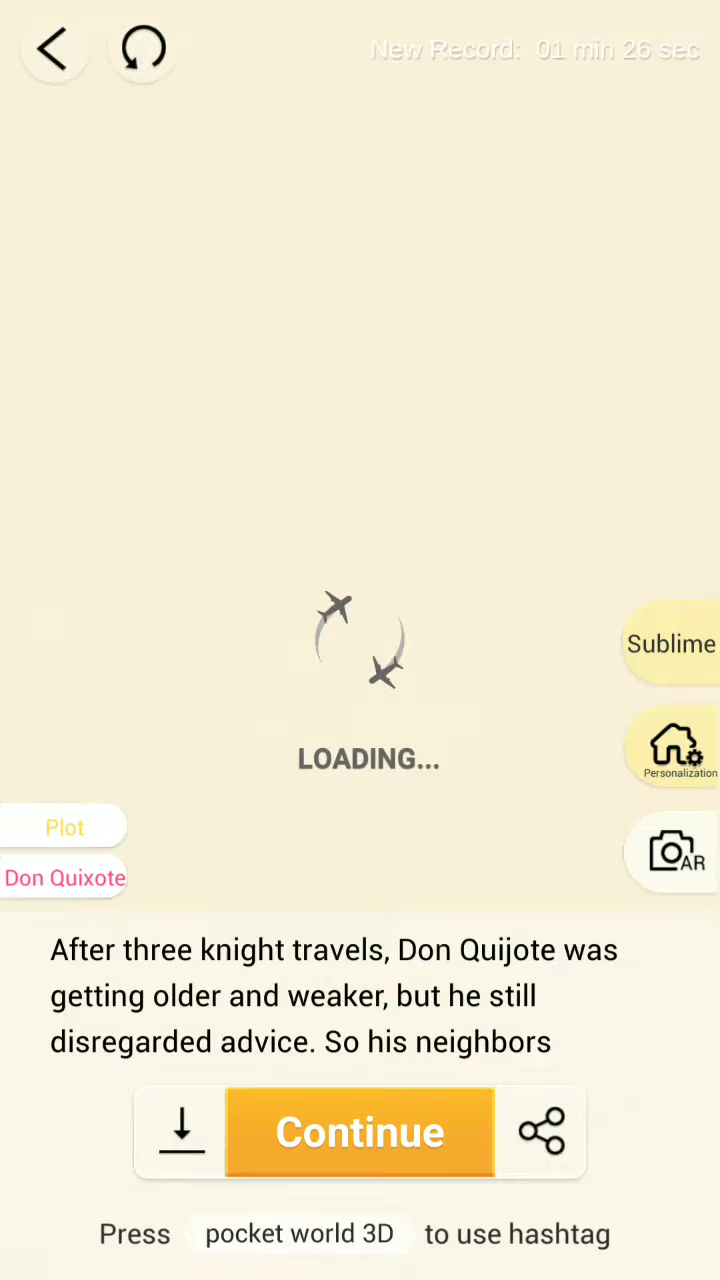 New Record: 01 min 26 sec
LOADING...
Sublime
Personalization
AR
Plot
Don Quixote
After three knight travels, Don Quijote was
getting older and weaker, but he still
disregarded advice. So his neighbors
Continue
Press pocket world 3D to use hashtag